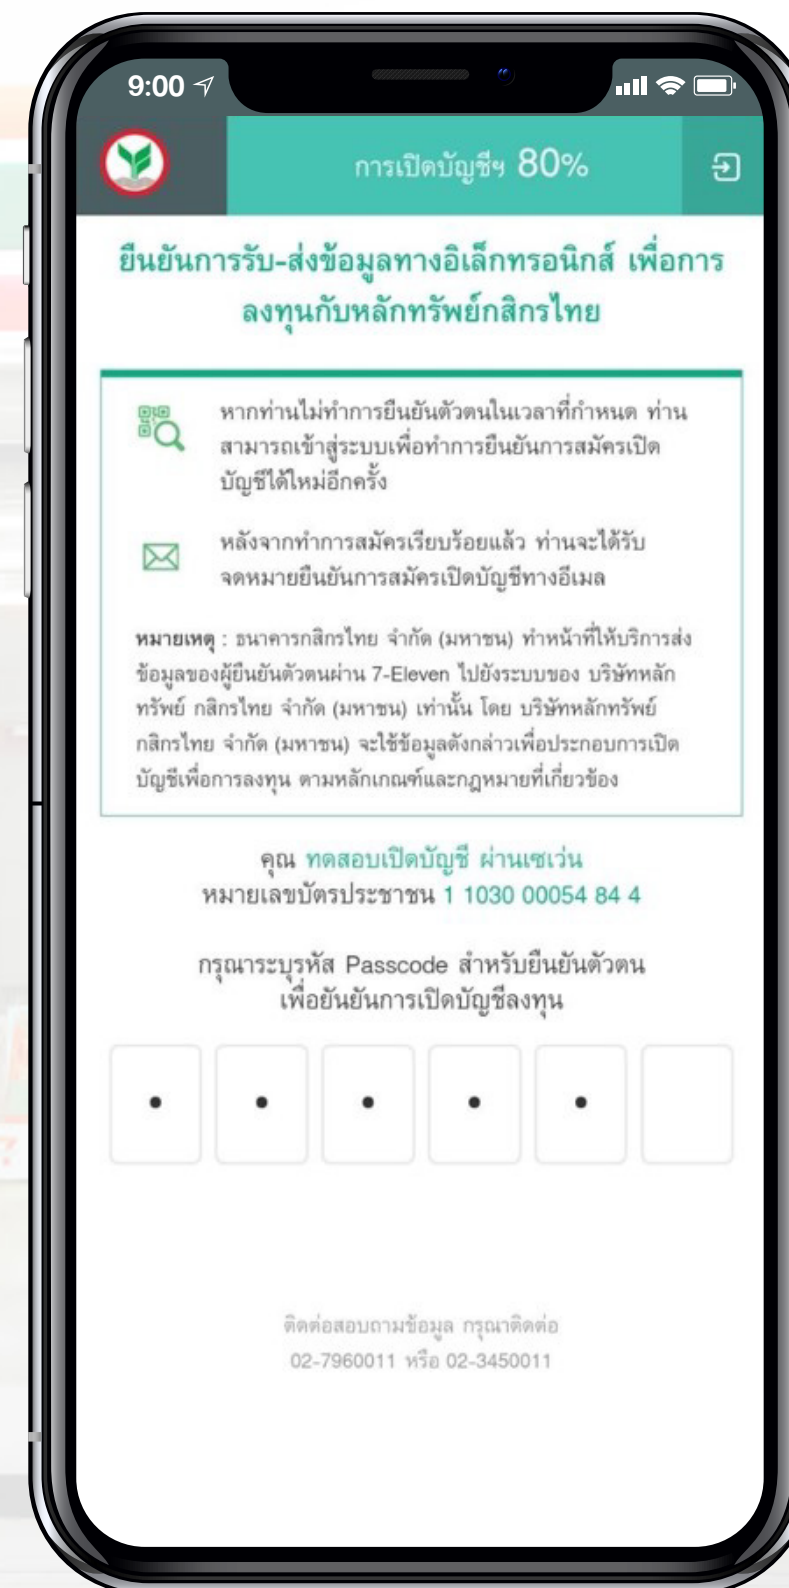 9:00
การเปิดบัญชีฯ 80%
ยืนยันการรับ-ส่งข้อมูลทางอิเล็กทรอนิกส์ เพื่อการ
ลงทุนกับหลักทรัพย์กสิกรไทย
หากท่านไม่ทำการยืนยันตัวตนในเวลาที่กำหนด ท่าน
สามารถเข้าสู่ระบบเพื่อทำการยืนยันการสมัครเปิด
บัญชีได้ใหม่อีกครั้ง
หลังจากทำการสมัครเรียบร้อยแล้ว ท่านจะได้รับ
จดหมายยืนยันการสมัครเปิดบัญชีทางอีเมล
หมายเหตุ : ธนาคารกสิกรไทย จำกัด (มหาชน) ทำหน้าที่ให้บริการส่ง
ข้อมูลของผู้ยืนยันตัวตนผ่าน 7-Eleven ไปยังระบบของ บริษัทหลัก
ทรัพย์ กสิกรไทย จำกัด (มหาชน) เท่านั้น โดย บริษัทหลักทรัพย์
กสิกรไทย จำกัด (มหาชน) จะใช้ข้อมูลดังกล่าวเพื่อประกอบการเปิด
บัญชีเพื่อการลงทุน ตามหลักเกณฑ์และกฎหมายที่เกี่ยวข้อง
คุณ ทดสอบเปิดบัญชี ผ่านเซเว่น
หมายเลขบัตรประชาชน 1 1030 00054 84 4
กรุณาระบุรหัส Passcode สำหรับยืนยันตัวตน
เพื่อยันยันการเปิดบัญชีลงทุน
ติดต่อสอบถามข้อมูล กรุณาติดต่อ
02-7960011 หรือ 02-3450011